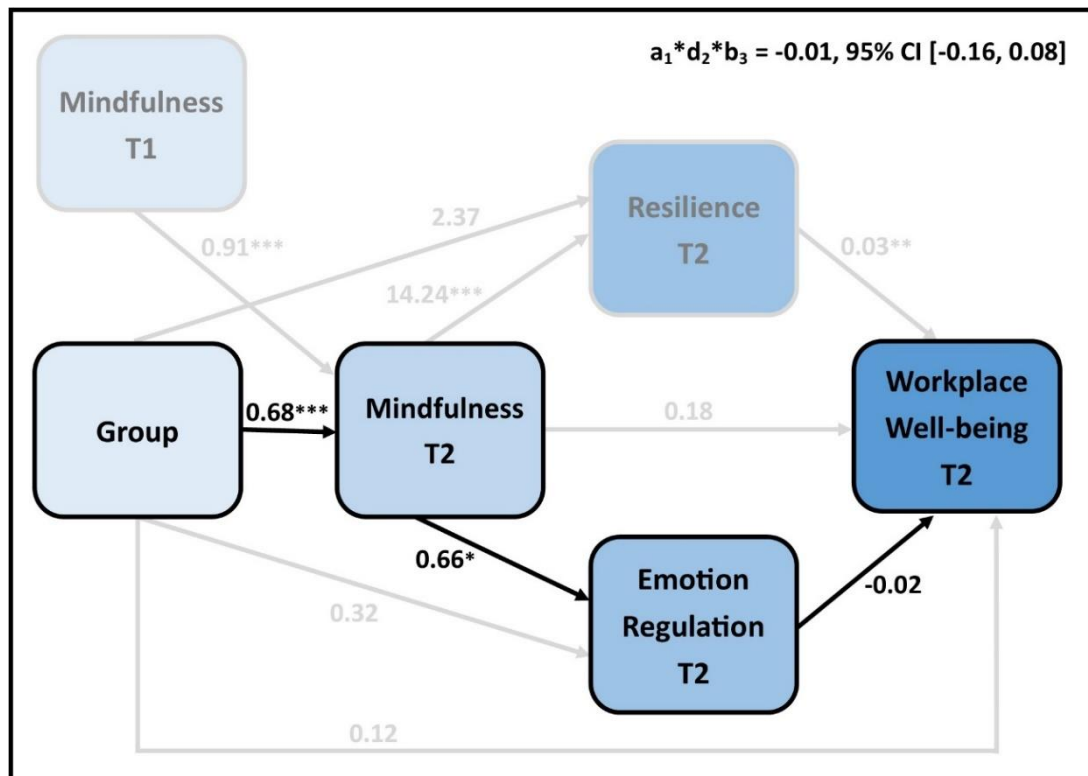 a₁*d₂*b₃ = -0.01, 95% CI [-0.16, 0.08]
Mindfulness
T1
Resilience
T2
2.37
0.91***
0.03**
14.24***
Group
0.68***
Mindfulness
T2
0.18
Workplace
Well-being
T2
0.66*
Emotion
Regulation
T2
-0.02
0.32
0.12